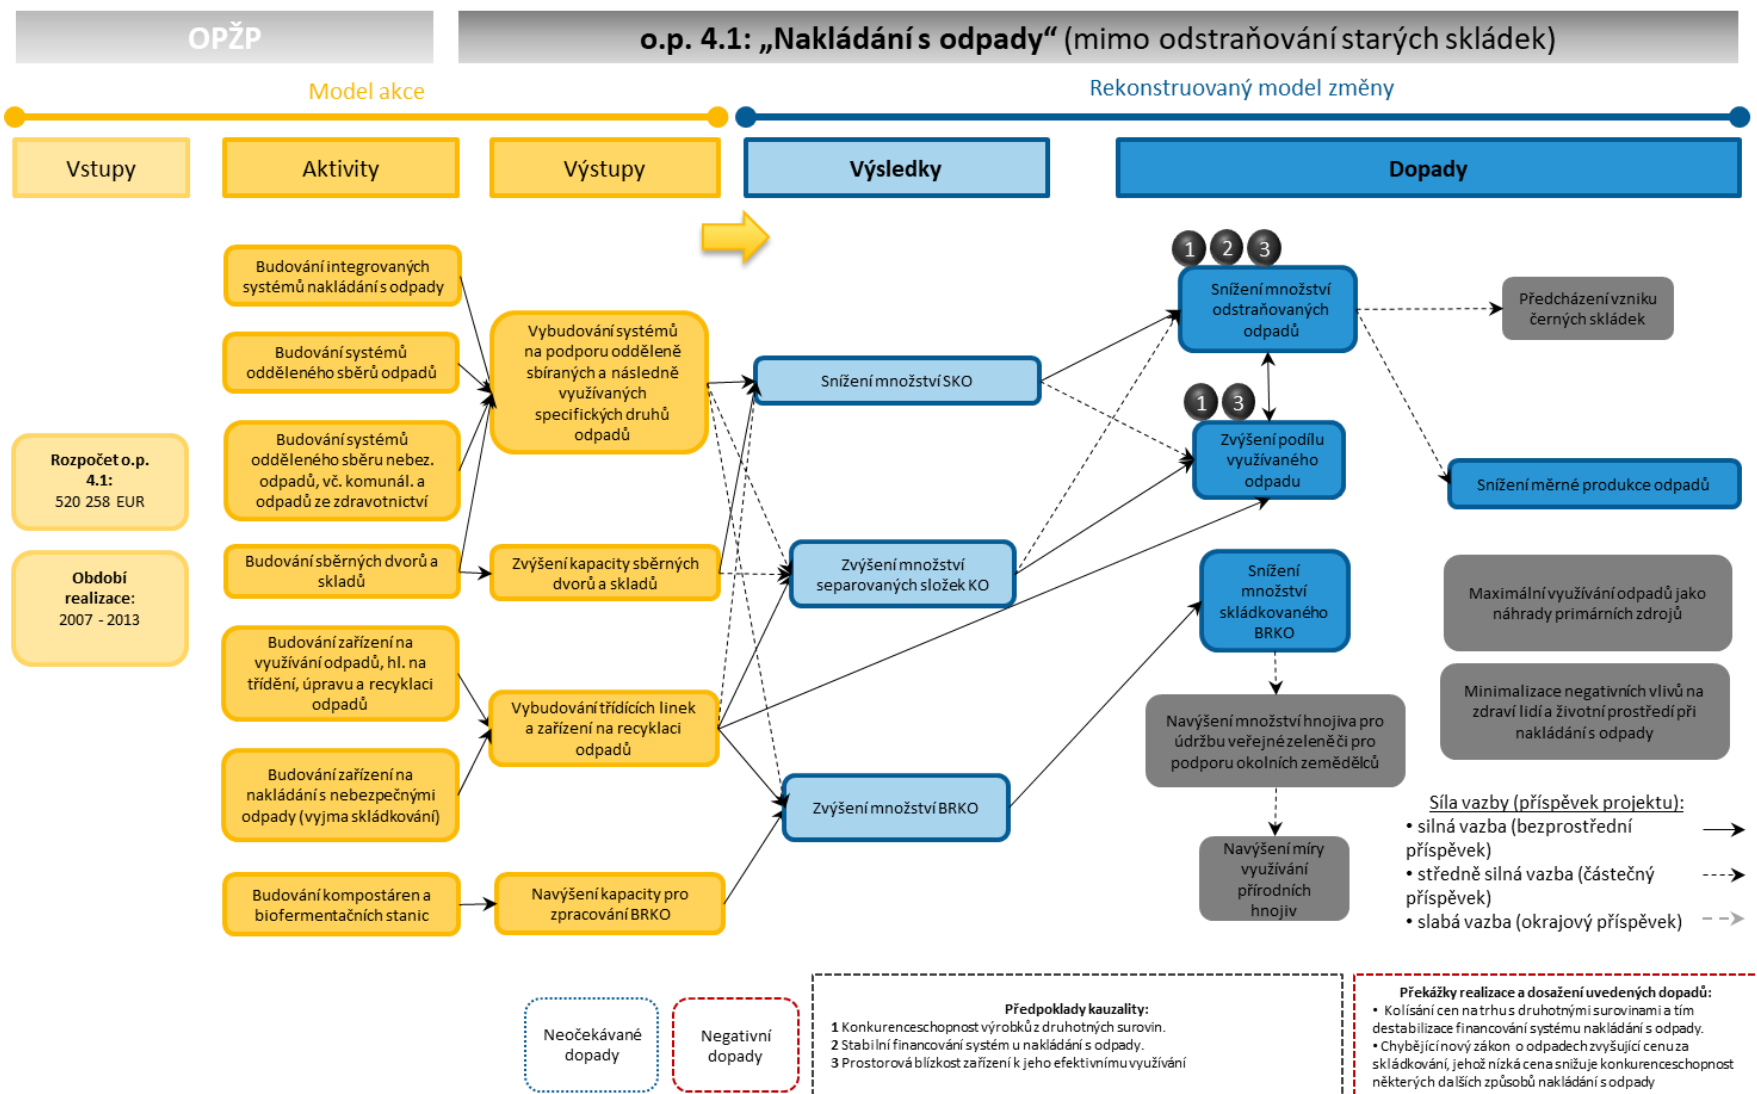 OPŽP
o.p. 4.1: „Nakládání s odpady“ (mimo odstraňování starých skládek)
Model akce
Rekonstruovaný model změny
Vstupy
Aktivity
Výstupy
Výsledky
Dopady
Rozpočet o.p.
4.1:
520 258 EUR
Období
realizace:
2007 - 2013
Budování integrovaných
systémů nakládání s odpady
Budování systémů
odděleného sběrů odpadů
Budování systémů
odděleného sběru nebez.
odpadů, vč. komunál. a
odpadů ze zdravotnictví
Budování sběrných dvorů a
skladů
Budování zařízení na
využívání odpadů, hl. na
třídění, úpravu a recyklaci
odpadů
Budování zařízení na
nakládání s nebezpečnými
odpady (vyjma skládkování)
Budování kompostáren a
biofermentačních stanic
Vybudování systémů
na podporu odděleně
sbíraných a následně
využívaných
specifických druhů
odpadů
Zvýšení kapacity sběrných
dvorů a skladů
Vybudování třídících linek
a zařízení na recyklaci
odpadů
Navýšení kapacity pro
zpracování BRKO
Snížení množství SKO
Zvýšení množství
separovaných složek KO
Zvýšení množství BRKO
1 2 3
Snížení množství
odstraňovaných
odpadů
1 3
Zvýšení podílu
využívaného
odpadu
Snížení
množství
skládkovaného
BRKO
Navýšení množství hnojiva pro
údržbu veřejné zeleně či pro
podporu okolních zemědělců
Navýšení míry
využívání
přírodních
hnojiv
Předcházení vzniku
černých skládek
Snížení měrné produkce odpadů
Maximální využívání odpadů jako
náhrady primárních zdrojů
Minimalizace negativních vlivů na
zdraví lidí a životní prostředí při
nakládání s odpady
Síla vazby (příspěvek projektu):
• silná vazba (bezprostřední
příspěvek)
• středně silná vazba (částečný
příspěvek)
• slabá vazba (okrajový příspěvek)
Neočekávané
dopady
Negativní
dopady
Předpoklady kauzality:
1 Konkurenceschopnost výrobků z druhotných surovin.
2 Stabilní financování systém u nakládání s odpady.
3 Prostorová blízkost zařízení k jeho efektivnímu využívání
Překážky realizace a dosažení uvedených dopadů:
• Kolísání cen na trhu s druhotnými surovinami a tím
destabilizace financování systému nakládání s odpady.
• Chybějící nový zákon o odpadech zvyšující cenu za
skládkování, jehož nízká cena snižuje konkurenceschopnost
některých dalších způsobů nakládání s odpady